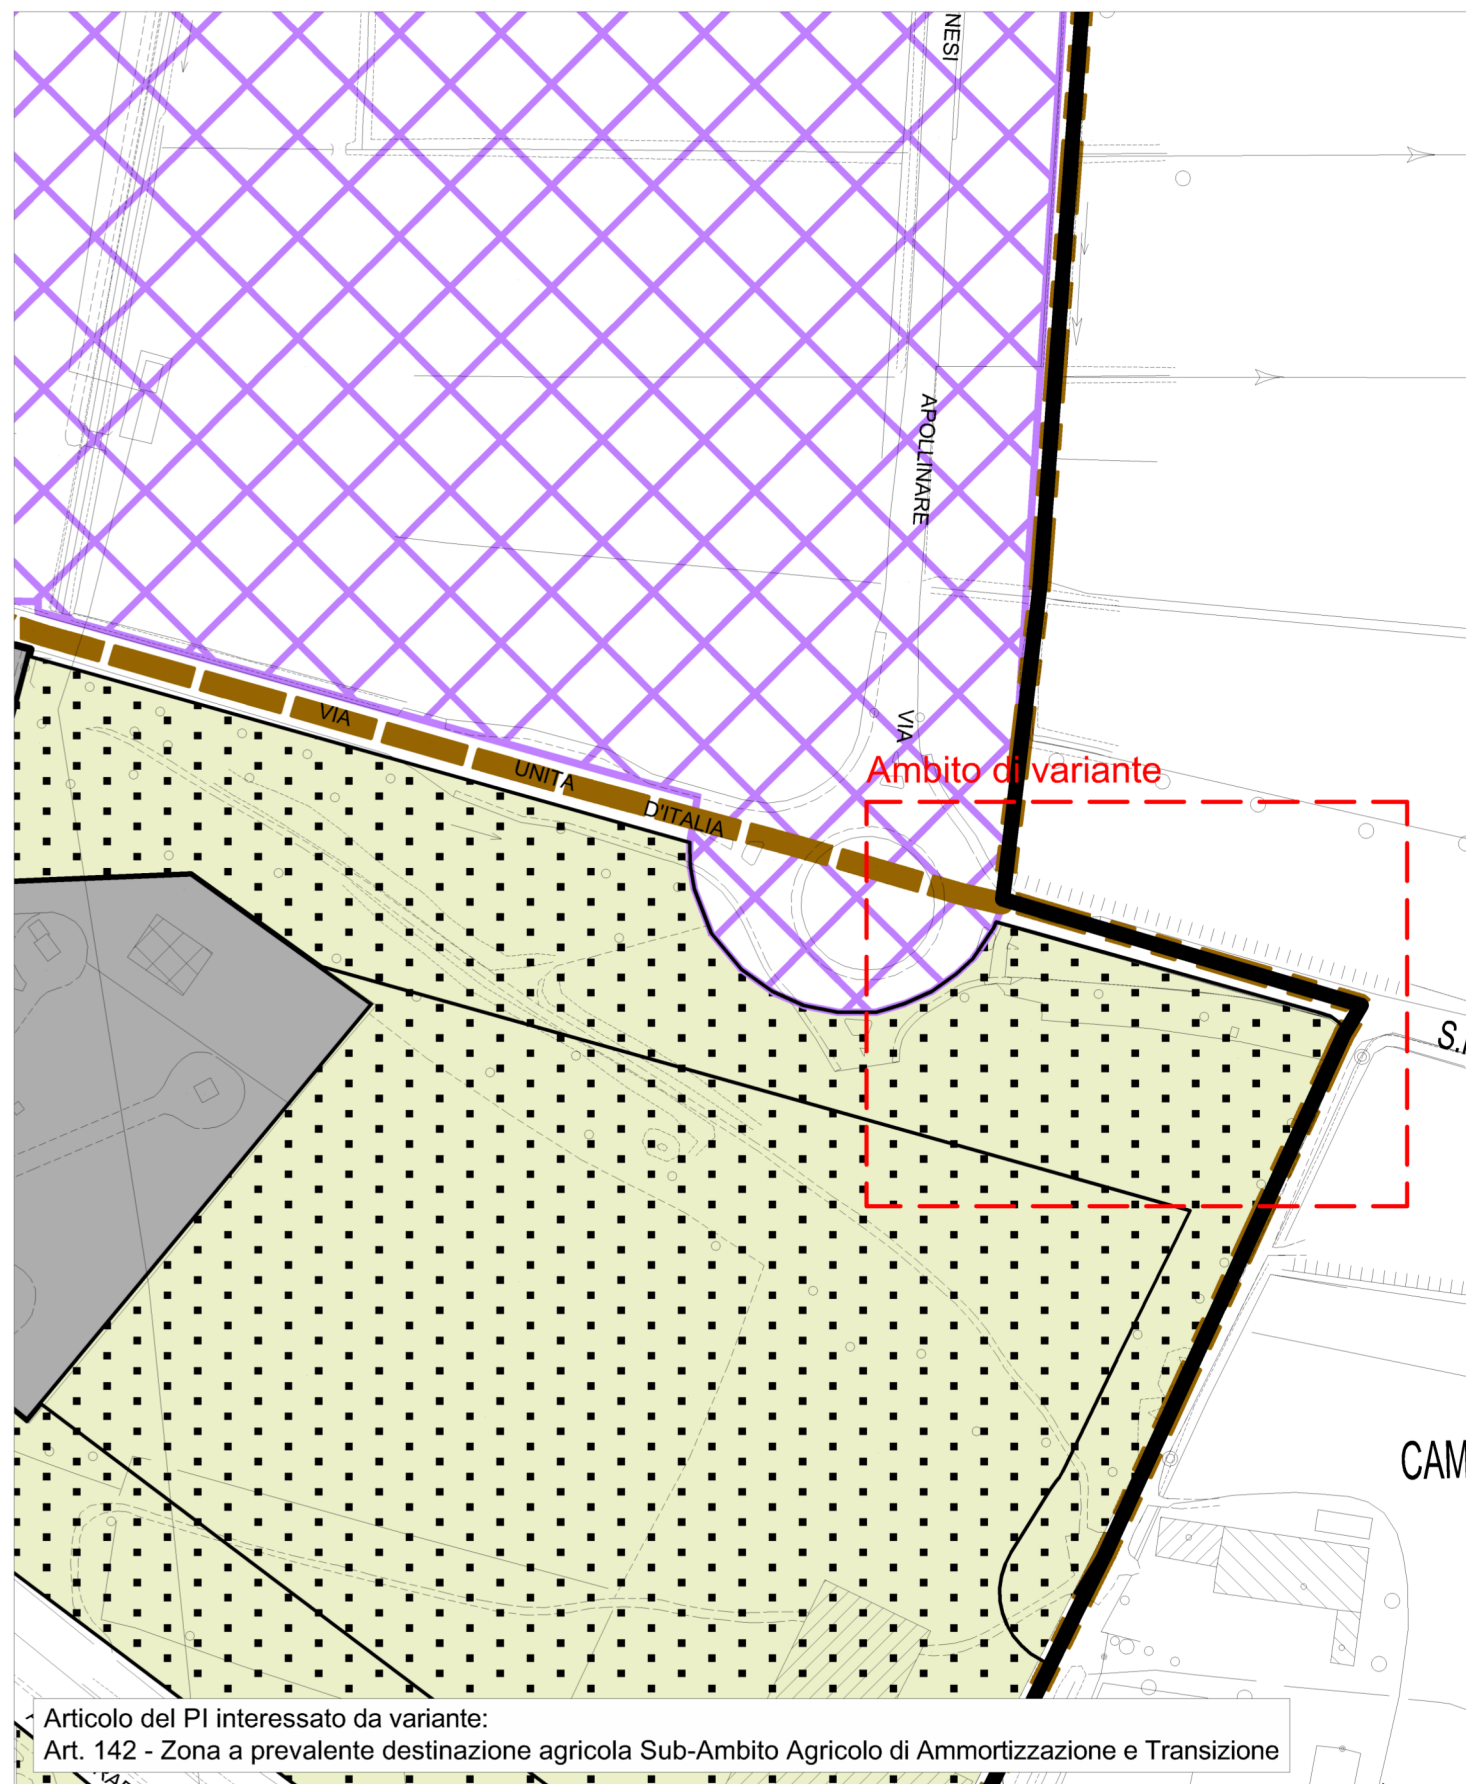 NESI
APOLLINARE
VIA
VIA
UNITA
D'ITALIA
Ambito di variante
CAM
Articolo del PI interessato da variante:
Art. 142 - Zona a prevalente destinazione agricola Sub-Ambito Agricolo di Ammortizzazione e Transizione